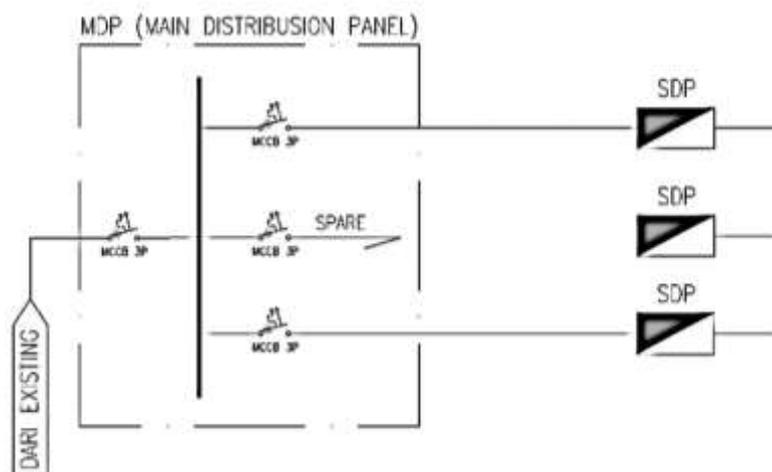 MDP (MAIN DISTRIBUSION PANEL)
SDP
MCCB 3P
SDP
SPARE
MCCB 3P
MCCB 3P
SDP
MCCB 3P
DARI EXISTING